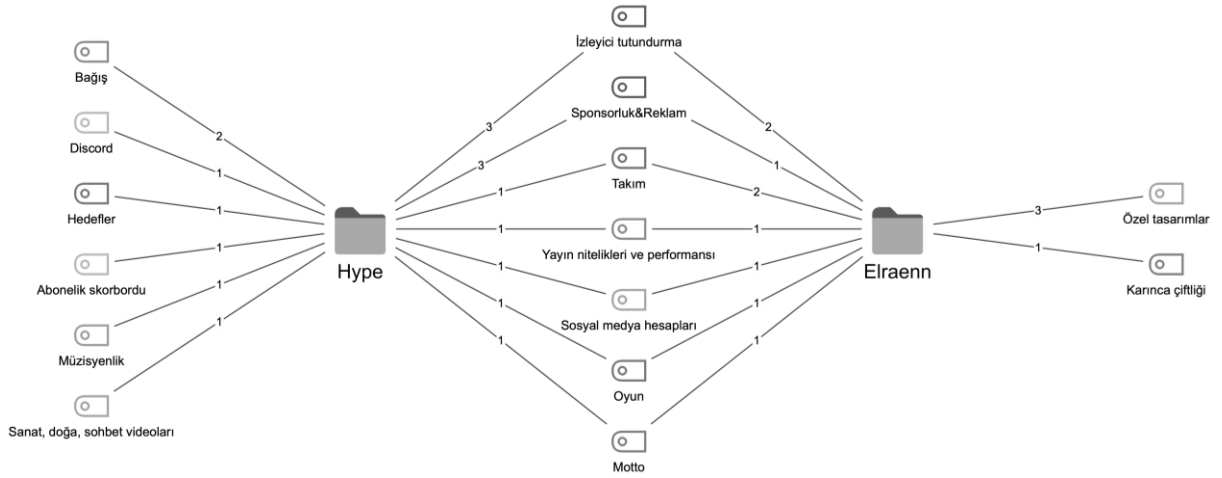 Bağış
Discord
Hedefler
Abonelik skorbordu
Müzisyenlik
Sanat, doğa, sohbet videoları
2
1
1
1
1
1
Hype
3
3
1
1
1
1
1
İzleyici tutundurma
Sponsorluk&Reklam
Takım
Yayın nitelikleri ve performansı
Sosyal medya hesapları
Oyun
Motto
2
1
2
1
1
1
1
Elraenn
3
1
Özel tasarımlar
Karınca çiftliği